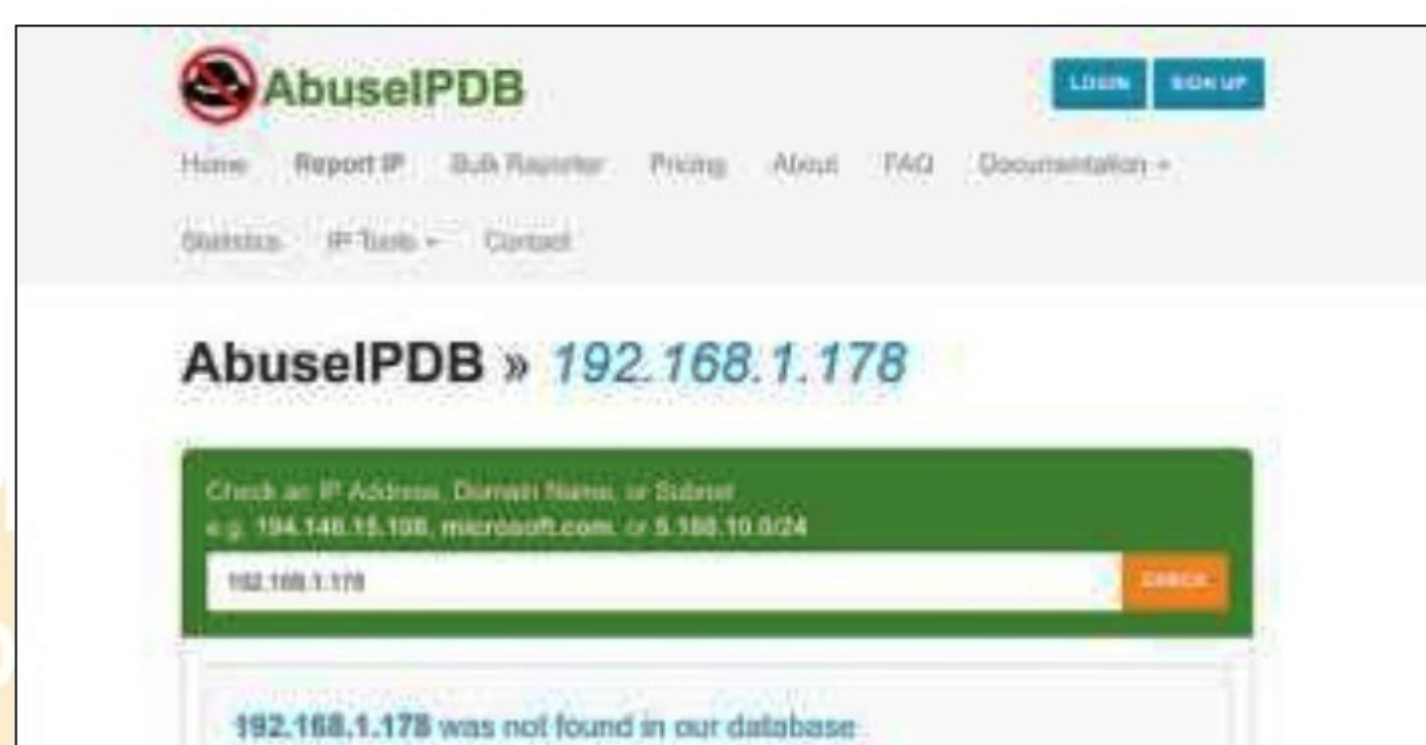 AbuseIPDB
LOGIN SIGN UP
Home Report IP Bulk Reporter Pricing About FAQ Documentation
Statistics IP Tools Contact
AbuseIPDB » 192.168.1.178
Check an IP Address, Domain Name, or Subnet
e.g. 194.146.15.198, microsoft.com, or 5.188.10.0/24
192.168.1.178 CHECK
192.168.1.178 was not found in our database